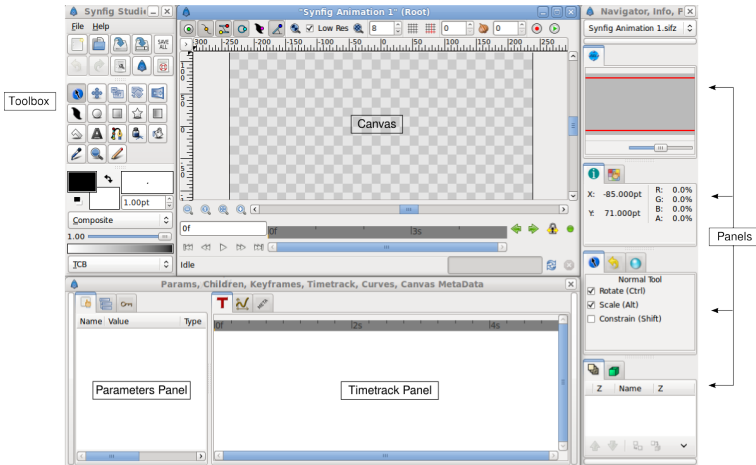 Synfig Studi
File Help
SAVE
ALL
1.00pt
Composite
1.00
TCB
Toolbox
"Synfig Animation 1" (Root)
Low Res 8 0 0
300 -250 -200 -150 -100 -50 0 50 100 150 200 250
Canvas
0f
0f 3s
Idle
Params, Children, Keyframes, Timetrack, Curves, Canvas MetaData
Name Value Type
T
0f 2s 4s
Parameters Panel
Timetrack Panel
Navigator, Info, P
Synfig Animation 1.sifz
X: -85.000pt
Y: 71.000pt
R: 0.0%
G: 0.0%
B: 0.0%
A: 0.0%
Normal Tool
Rotate (Ctrl)
Scale (Alt)
Constrain (Shift)
Z Name Z
Panels